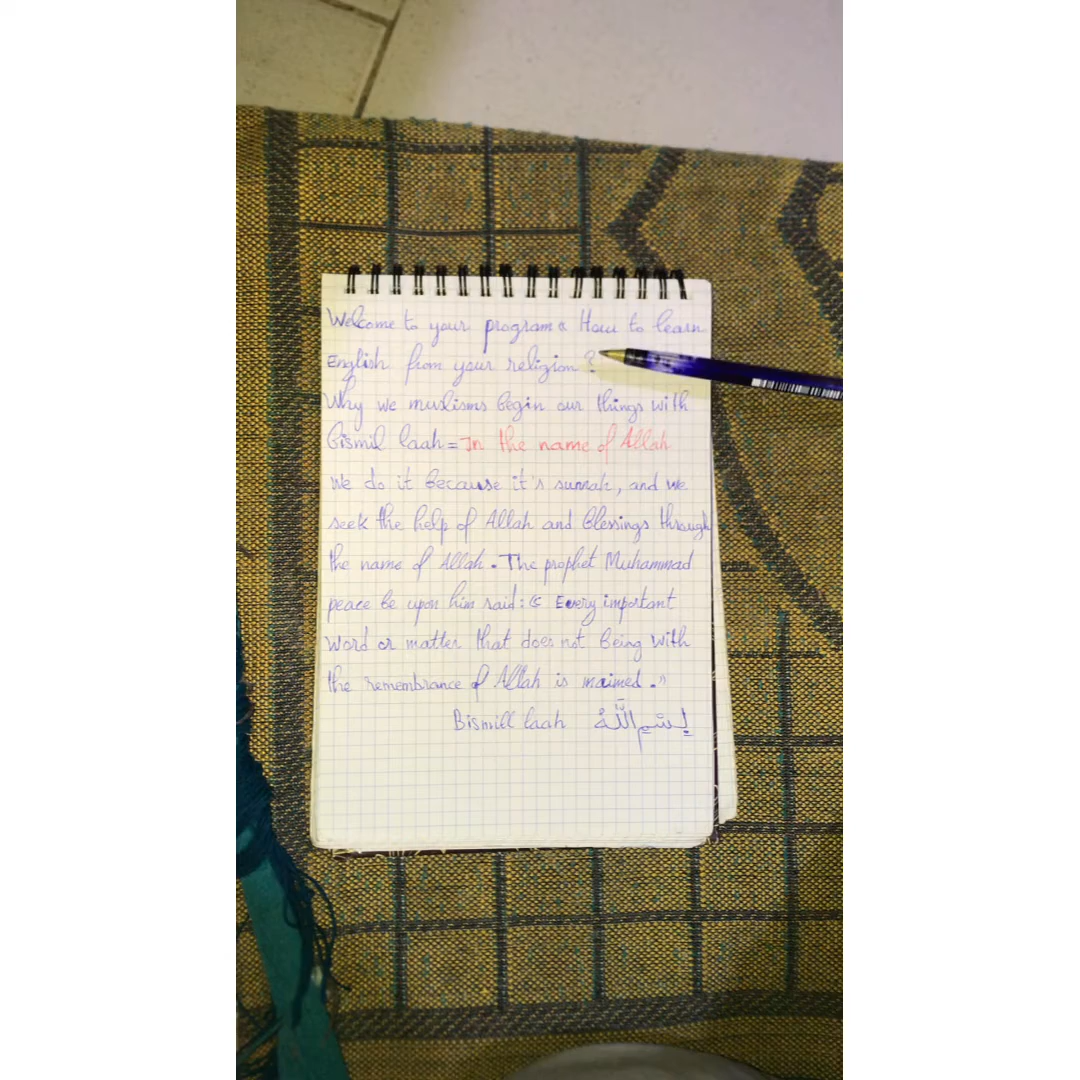 Welcome to your program « How to learn
English from your religion ?
Why we muslisms begin our things with
Bismil laah = In the name of Allah
We do it because it's sunnah, and we
seek the help of Allah and blessings through
the name of Allah. The prophet Muhammad
peace be upon him said: « Every important
word or matter that does not being with
the remembrance of Allah is maimed. »
Bismill laah بِسْمِ اللَّهِ